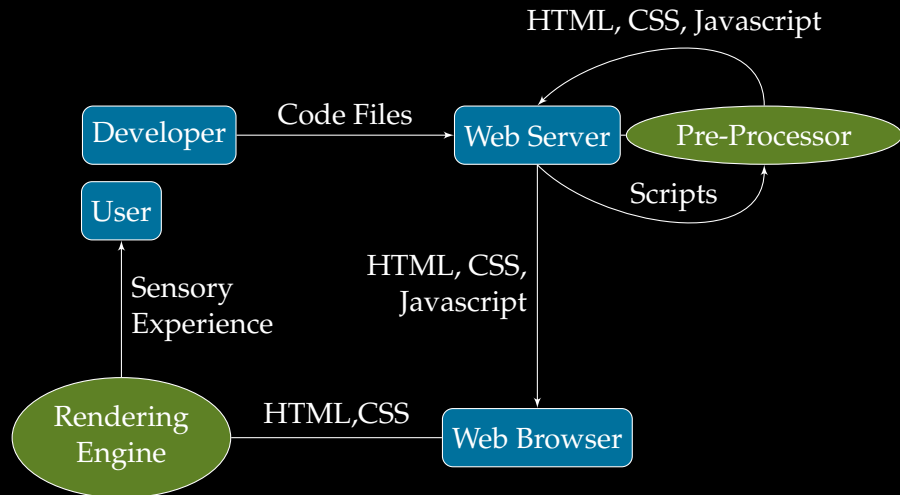 HTML, CSS, Javascript
Developer
Code Files
Web Server
Pre-Processor
User
Scripts
HTML, CSS,
Javascript
Sensory
Experience
Rendering
Engine
HTML,CSS
Web Browser